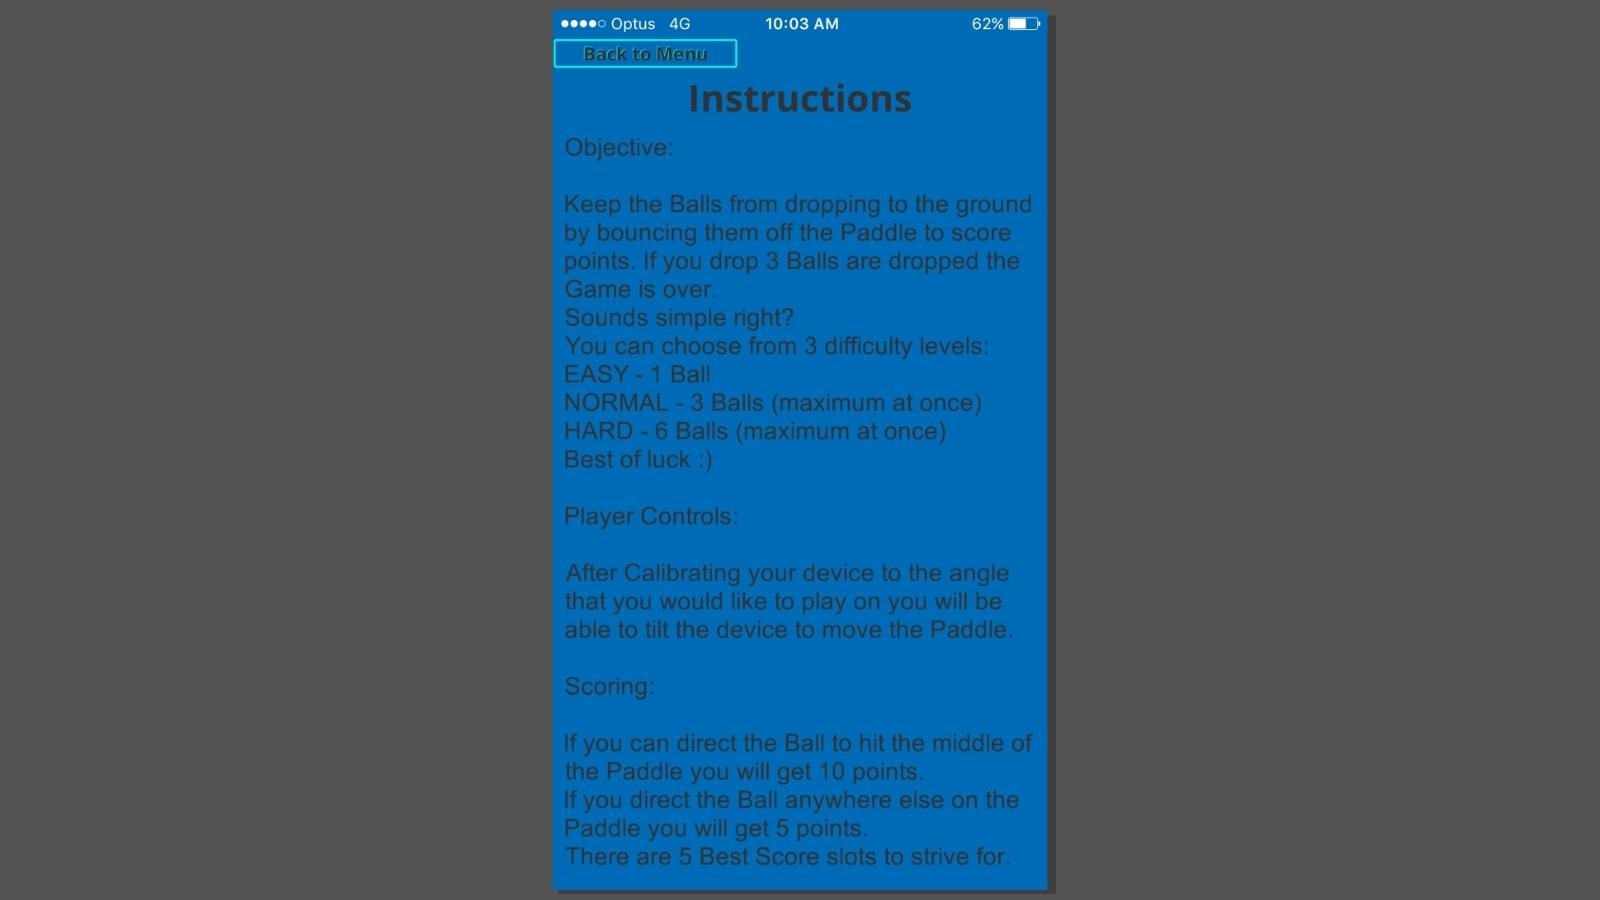 Optus 4G 10:03 AM 62%
Back to Menu
Instructions
Objective:
Keep the Balls from dropping to the ground
by bouncing them off the Paddle to score
points. If you drop 3 Balls are dropped the
Game is over.
Sounds simple right?
You can choose from 3 difficulty levels:
EASY - 1 Ball
NORMAL - 3 Balls (maximum at once)
HARD - 6 Balls (maximum at once)
Best of luck :)
Player Controls:
After Calibrating your device to the angle
that you would like to play on you will be
able to tilt the device to move the Paddle.
Scoring:
If you can direct the Ball to hit the middle of
the Paddle you will get 10 points.
If you direct the Ball anywhere else on the
Paddle you will get 5 points.
There are 5 Best Score slots to strive for.